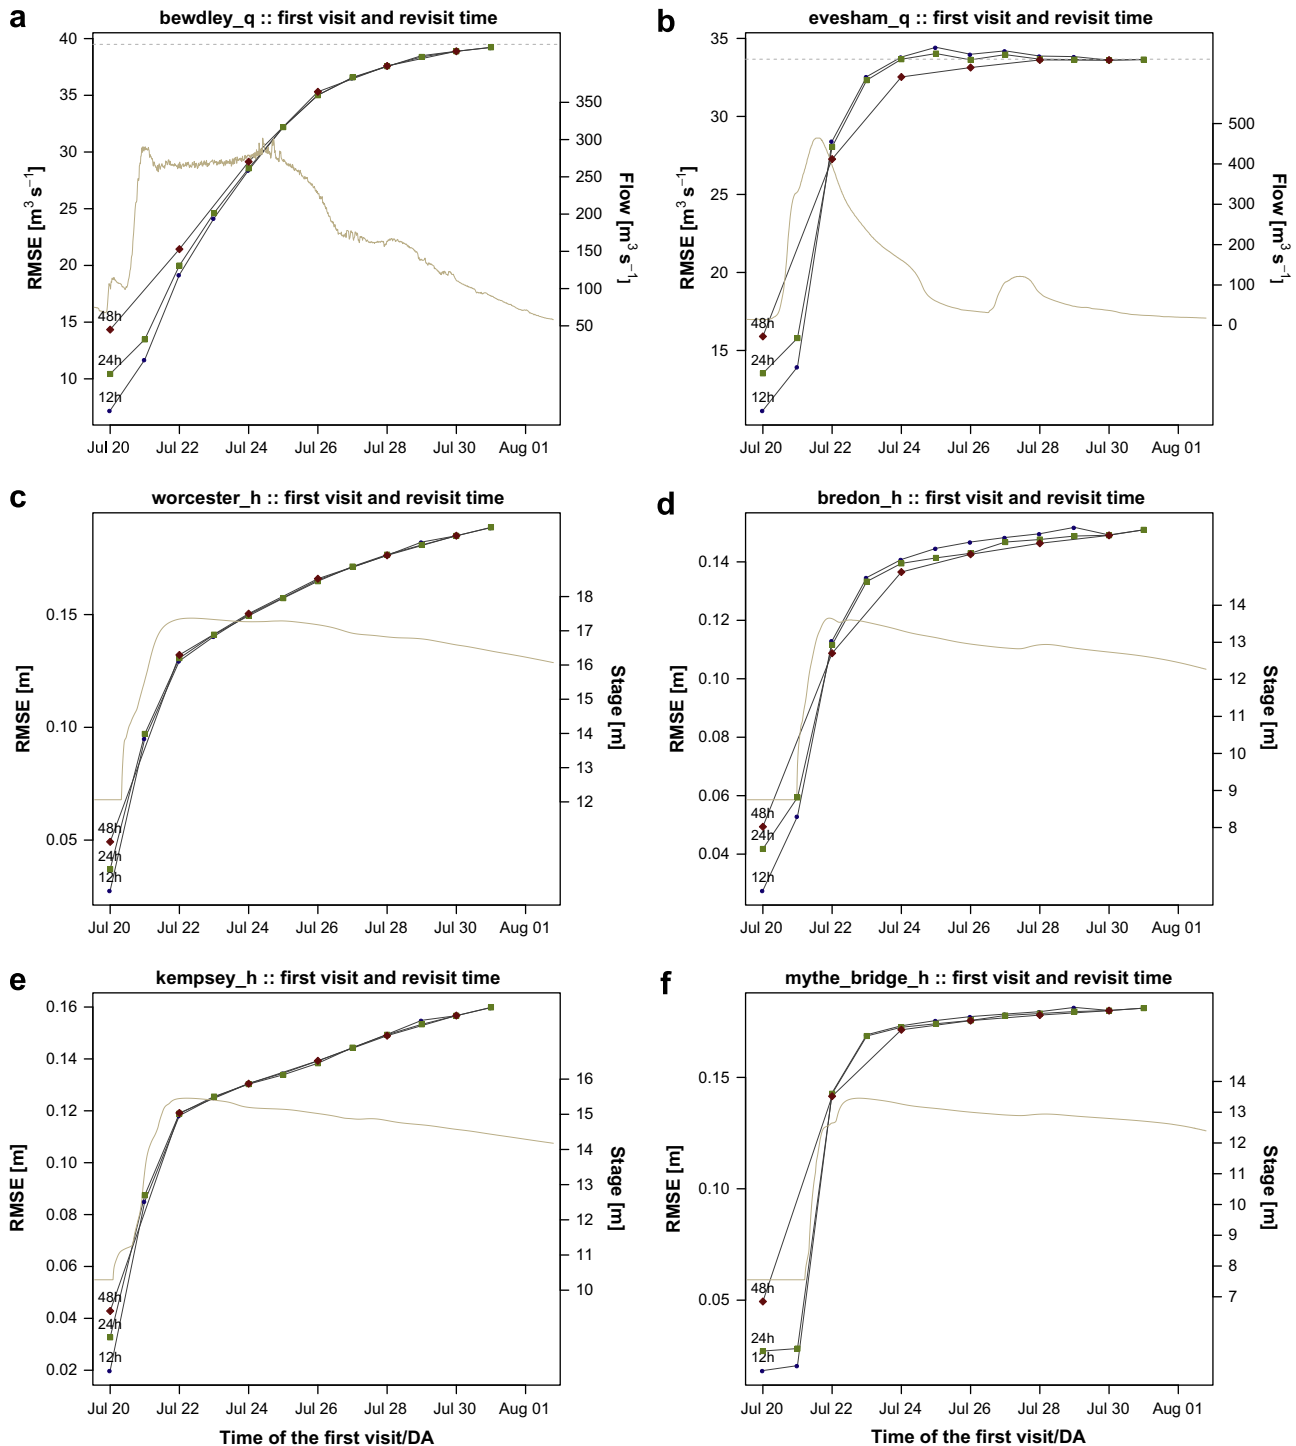 a
bewdley_q :: first visit and revisit time
40
35
30
25
20
15
10
RMSE [m³ s⁻¹]
350
300
250
200
150
100
50
Flow [m³ s⁻¹]
48h
24h
12h
Jul 20 Jul 22 Jul 24 Jul 26 Jul 28 Jul 30 Aug 01
b
evesham_q :: first visit and revisit time
35
30
25
20
15
RMSE [m³ s⁻¹]
500
400
300
200
100
0
Flow [m³ s⁻¹]
48h
24h
12h
Jul 20 Jul 22 Jul 24 Jul 26 Jul 28 Jul 30 Aug 01
c
worcester_h :: first visit and revisit time
0.15
0.10
0.05
RMSE [m]
18
17
16
15
14
13
12
Stage [m]
48h
24h
12h
Jul 20 Jul 22 Jul 24 Jul 26 Jul 28 Jul 30 Aug 01
d
bredon_h :: first visit and revisit time
0.14
0.12
0.10
0.08
0.06
0.04
RMSE [m]
14
13
12
11
10
9
8
Stage [m]
48h
24h
12h
Jul 20 Jul 22 Jul 24 Jul 26 Jul 28 Jul 30 Aug 01
e
kempsey_h :: first visit and revisit time
0.16
0.14
0.12
0.10
0.08
0.06
0.04
0.02
RMSE [m]
16
15
14
13
12
11
10
Stage [m]
48h
24h
12h
Jul 20 Jul 22 Jul 24 Jul 26 Jul 28 Jul 30 Aug 01
Time of the first visit/DA
f
mythe_bridge_h :: first visit and revisit time
0.15
0.10
0.05
RMSE [m]
14
13
12
11
10
9
8
7
Stage [m]
48h
24h
12h
Jul 20 Jul 22 Jul 24 Jul 26 Jul 28 Jul 30 Aug 01
Time of the first visit/DA